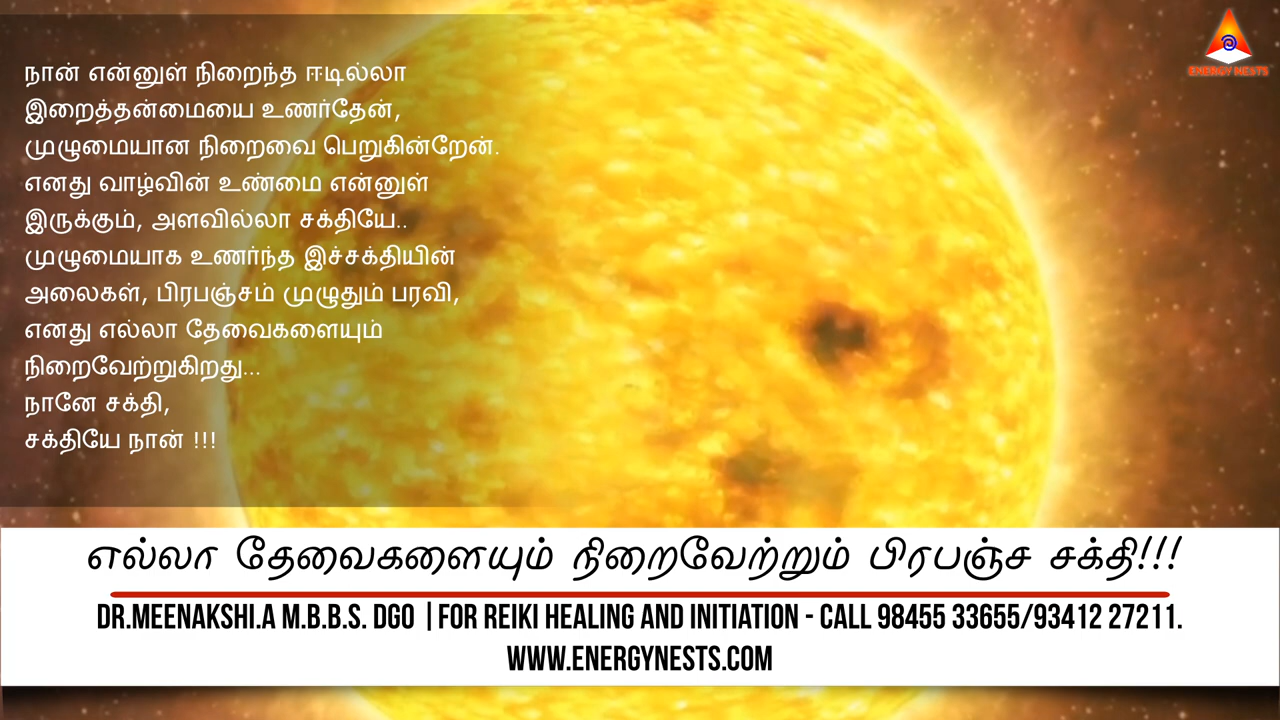 ENERGY NESTS
நான் என்னுள் நிறைந்த ஈடில்லா
இறைத்தன்மையை உணர்தேன்,
முழுமையான நிறைவை பெறுகின்றேன்.
எனது வாழ்வின் உண்மை என்னுள்
இருக்கும், அளவில்லா சக்தியே..
முழுமையாக உணர்ந்த இச்சக்தியின்
அலைகள், பிரபஞ்சம் முழுதும் பரவி,
எனது எல்லா தேவைகளையும்
நிறைவேற்றுகிறது...
நானே சக்தி,
சக்தியே நான் !!!
எல்லா தேவைகளையும் நிறைவேற்றும் பிரபஞ்ச சக்தி!!!
DR.MEENAKSHI.A M.B.B.S. DGO | FOR REIKI HEALING AND INITIATION - CALL 98455 33655/93412 27211.
WWW.ENERGYNESTS.COM